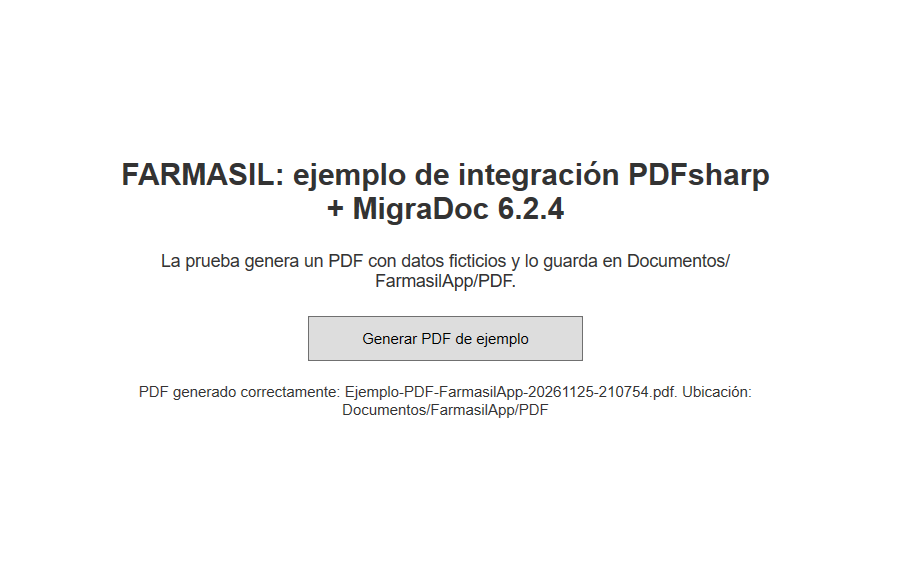 FARMASIL: ejemplo de integración PDFsharp
+ MigraDoc 6.2.4
La prueba genera un PDF con datos ficticios y lo guarda en Documentos/
FarmasilApp/PDF.
Generar PDF de ejemplo
PDF generado correctamente: Ejemplo-PDF-FarmasilApp-20261125-210754.pdf. Ubicación:
Documentos/FarmasilApp/PDF